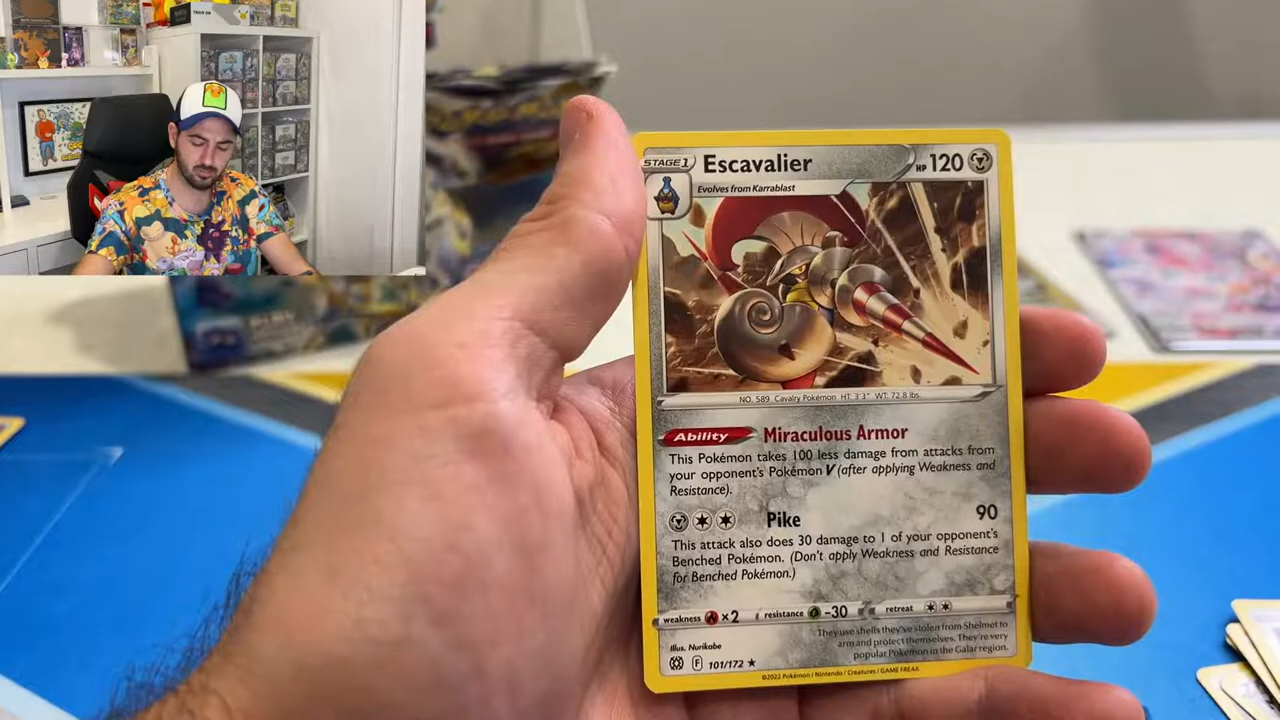 STAGE 1
Escavalier
HP 120
Evolves from Karrablast
NO. 589 Cavalry Pokémon HT: 3'3" WT: 72.8 lbs.
Ability Miraculous Armor
This Pokémon takes 100 less damage from attacks from
your opponent's Pokémon V (after applying Weakness and
Resistance).
Pike 90
This attack also does 30 damage to 1 of your opponent's
Benched Pokémon. (Don't apply Weakness and Resistance
for Benched Pokémon.)
weakness ×2 resistance -30 retreat
They use shells they've stolen from Shelmet to
arm and protect themselves. They're very
popular Pokémon in the Galar region.
Illus. Nurikabe
F 101/172 ★
©2022 Pokémon / Nintendo / Creatures / GAME FREAK